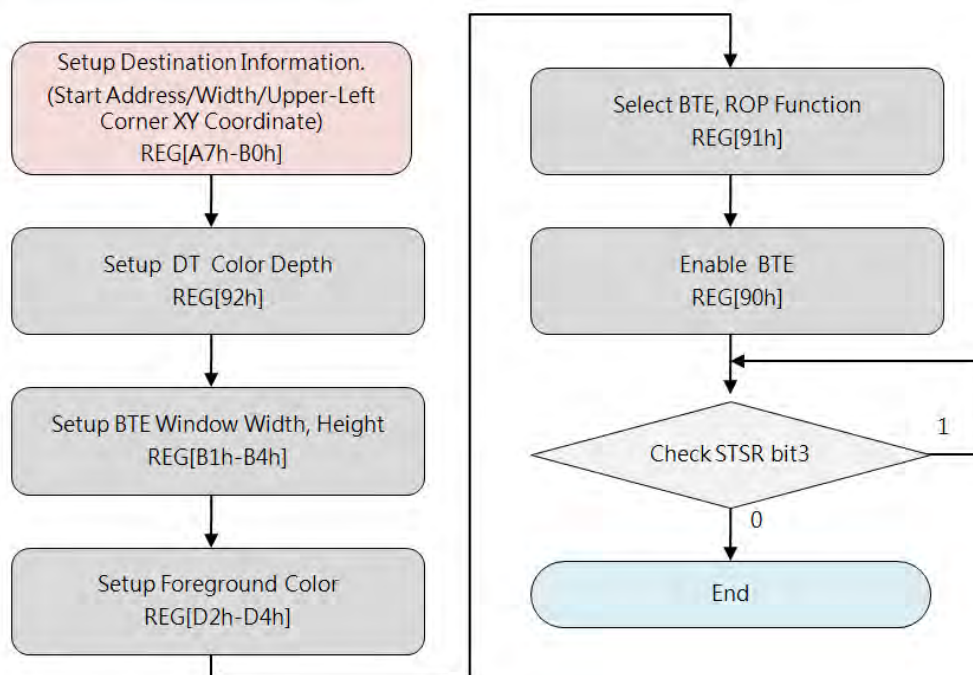 Setup Destination Information.
(Start Address/Width/Upper-Left
Corner XY Coordinate)
REG[A7h-B0h]
Setup DT Color Depth
REG[92h]
Setup BTE Window Width, Height
REG[B1h-B4h]
Setup Foreground Color
REG[D2h-D4h]
Select BTE, ROP Function
REG[91h]
Enable BTE
REG[90h]
Check STSR bit3
1
0
End